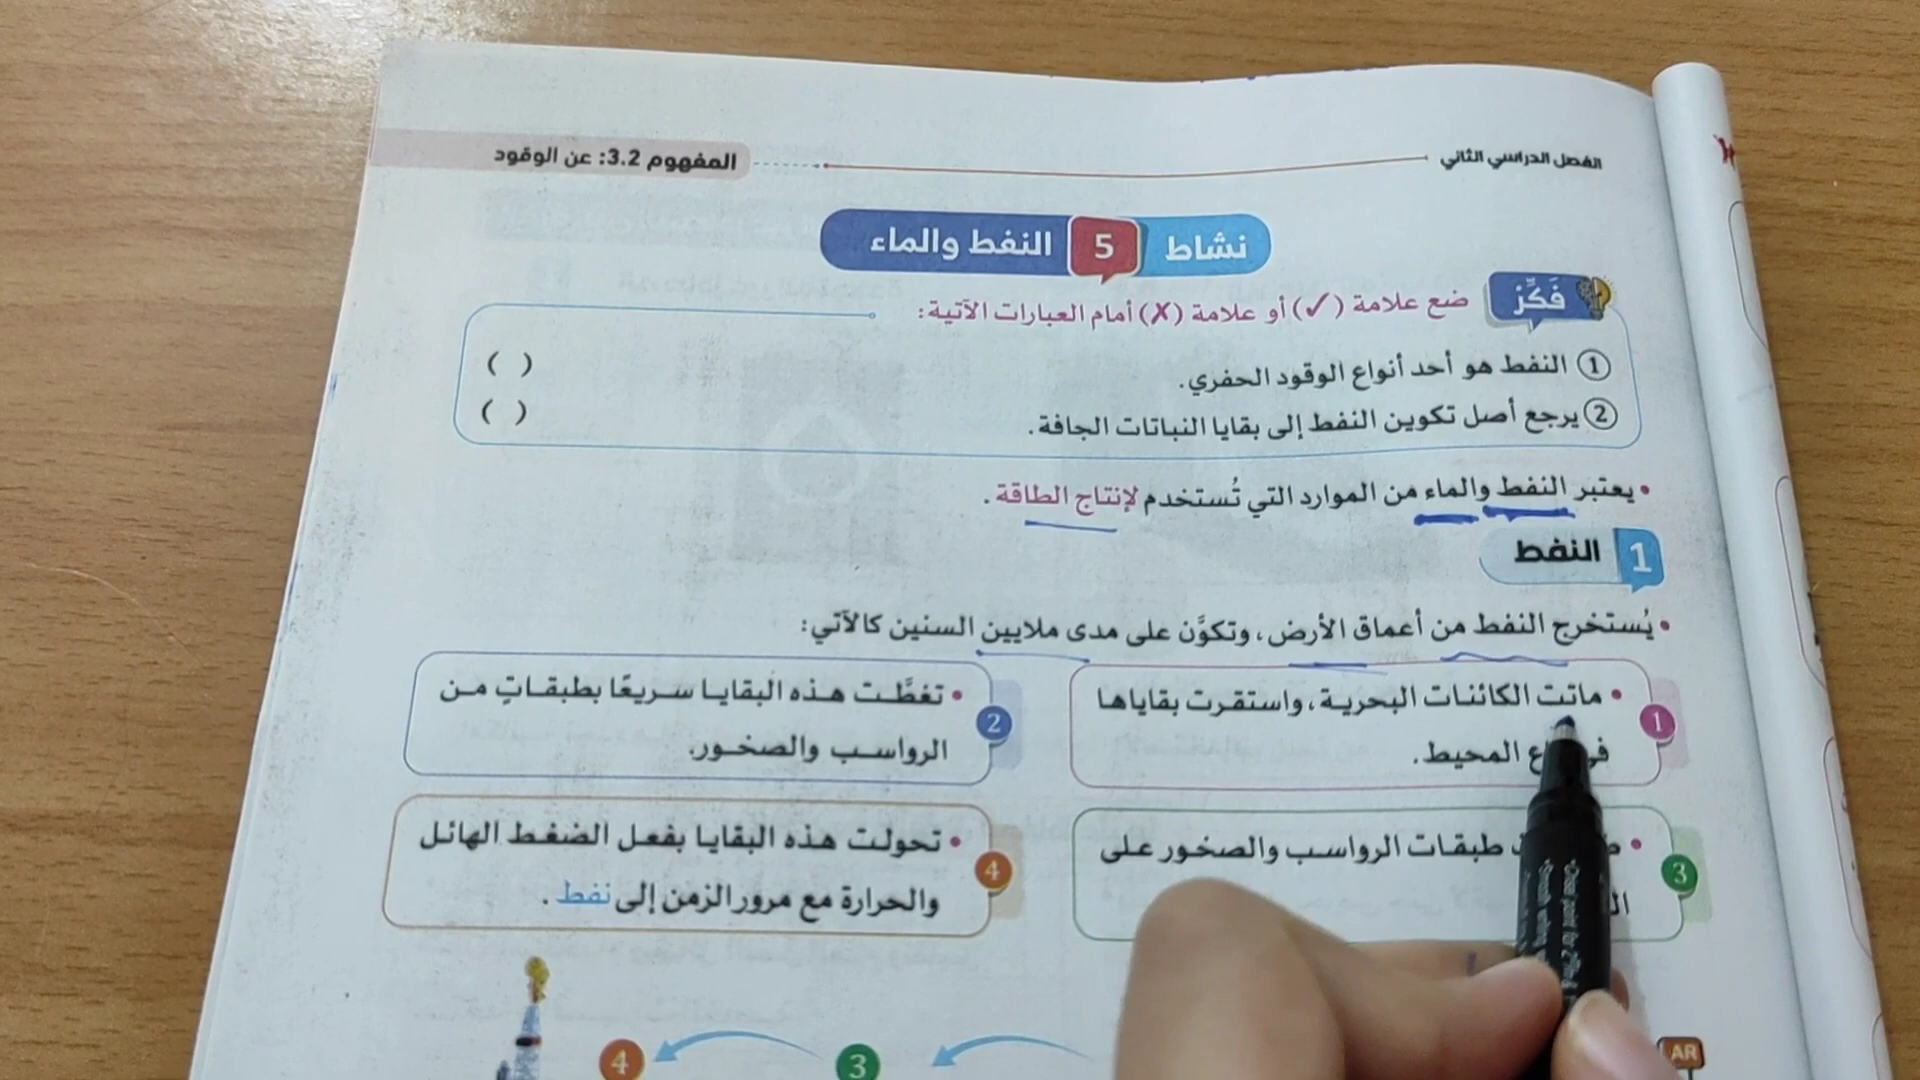 الفصل الدراسي الثاني
المفهوم 3.2: عن الوقود
نشاط 5 النفط والماء
فَكِّرْ ضع علامة (✓) أو علامة (✗) أمام العبارات الآتية:
① النفط هو أحد أنواع الوقود الحفري. ( )
② يرجع أصل تكوين النفط إلى بقايا النباتات الجافة. ( )
• يعتبر النفط والماء من الموارد التي تُستخدم لإنتاج الطاقة.
1 النفط
• يُستخرج النفط من أعماق الأرض، وتكوَّن على مدى ملايين السنين كالآتي:
1 • ماتت الكائنات البحرية، واستقرت بقاياها
المحيط.
2 • تغطَّت هذه البقايا سريعًا بطبقاتٍ من
الرواسب والصخور.
3 • طبقات الرواسب والصخور على
4 • تحولت هذه البقايا بفعل الضغط الهائل
والحرارة مع مرور الزمن إلى نفط.
3
4
AR